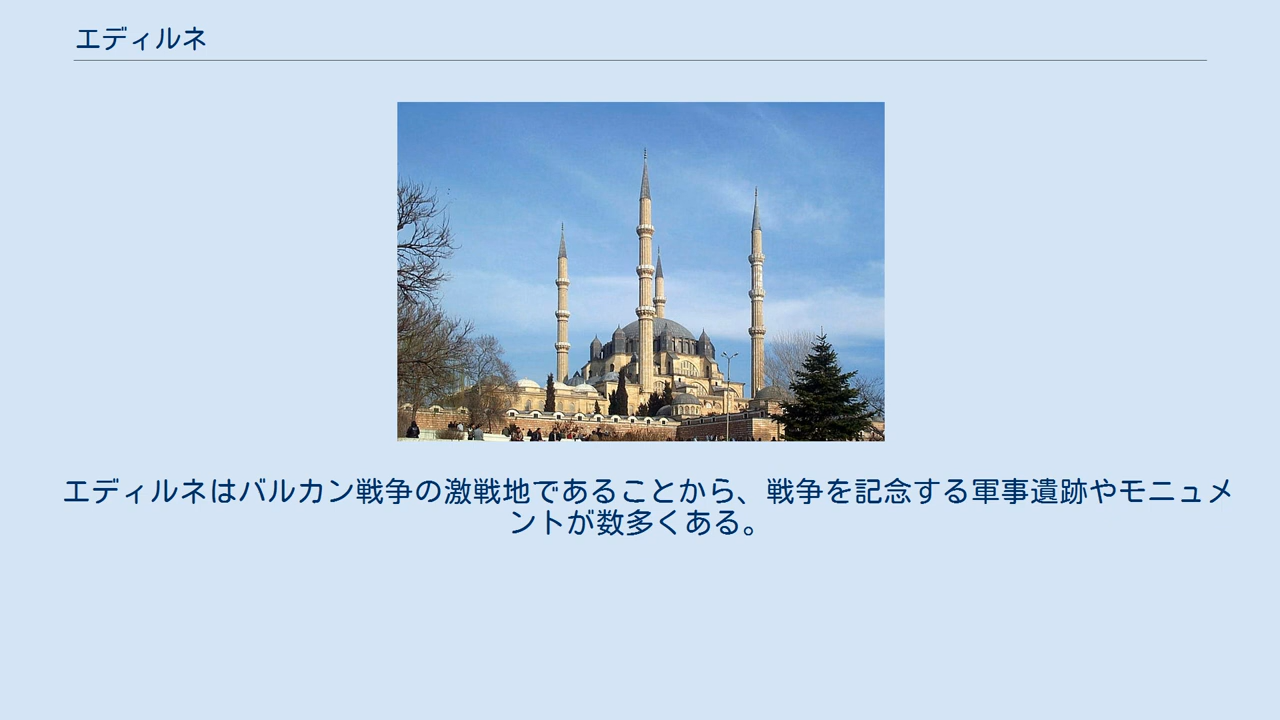 エディルネ
エディルネはバルカン戦争の激戦地であることから、戦争を記念する軍事遺跡やモニュメ
ントが数多くある。